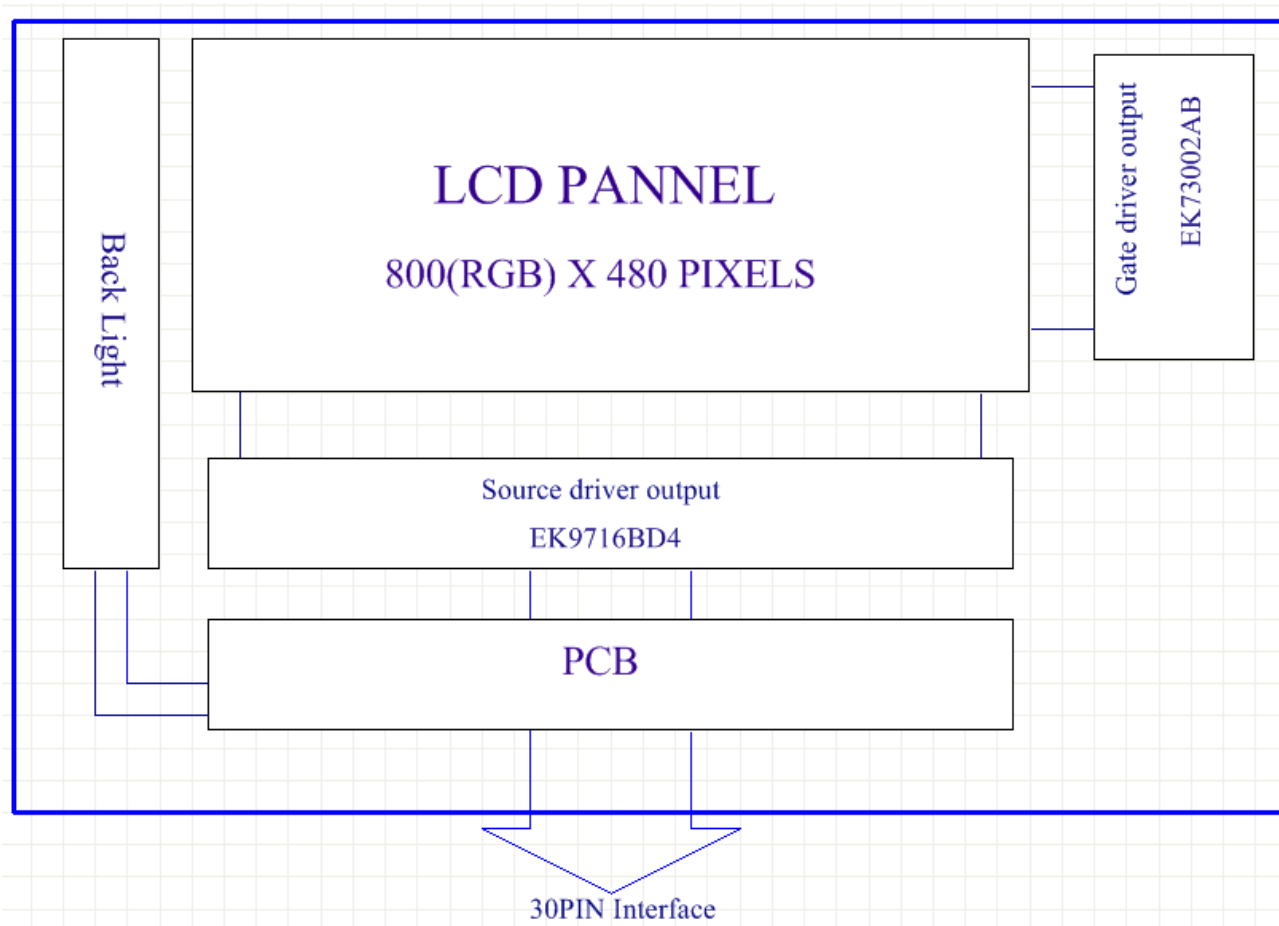 Back Light
LCD PANNEL
800(RGB) X 480 PIXELS
Gate driver output
EK73002AB
Source driver output
EK9716BD4
PCB
30PIN Interface